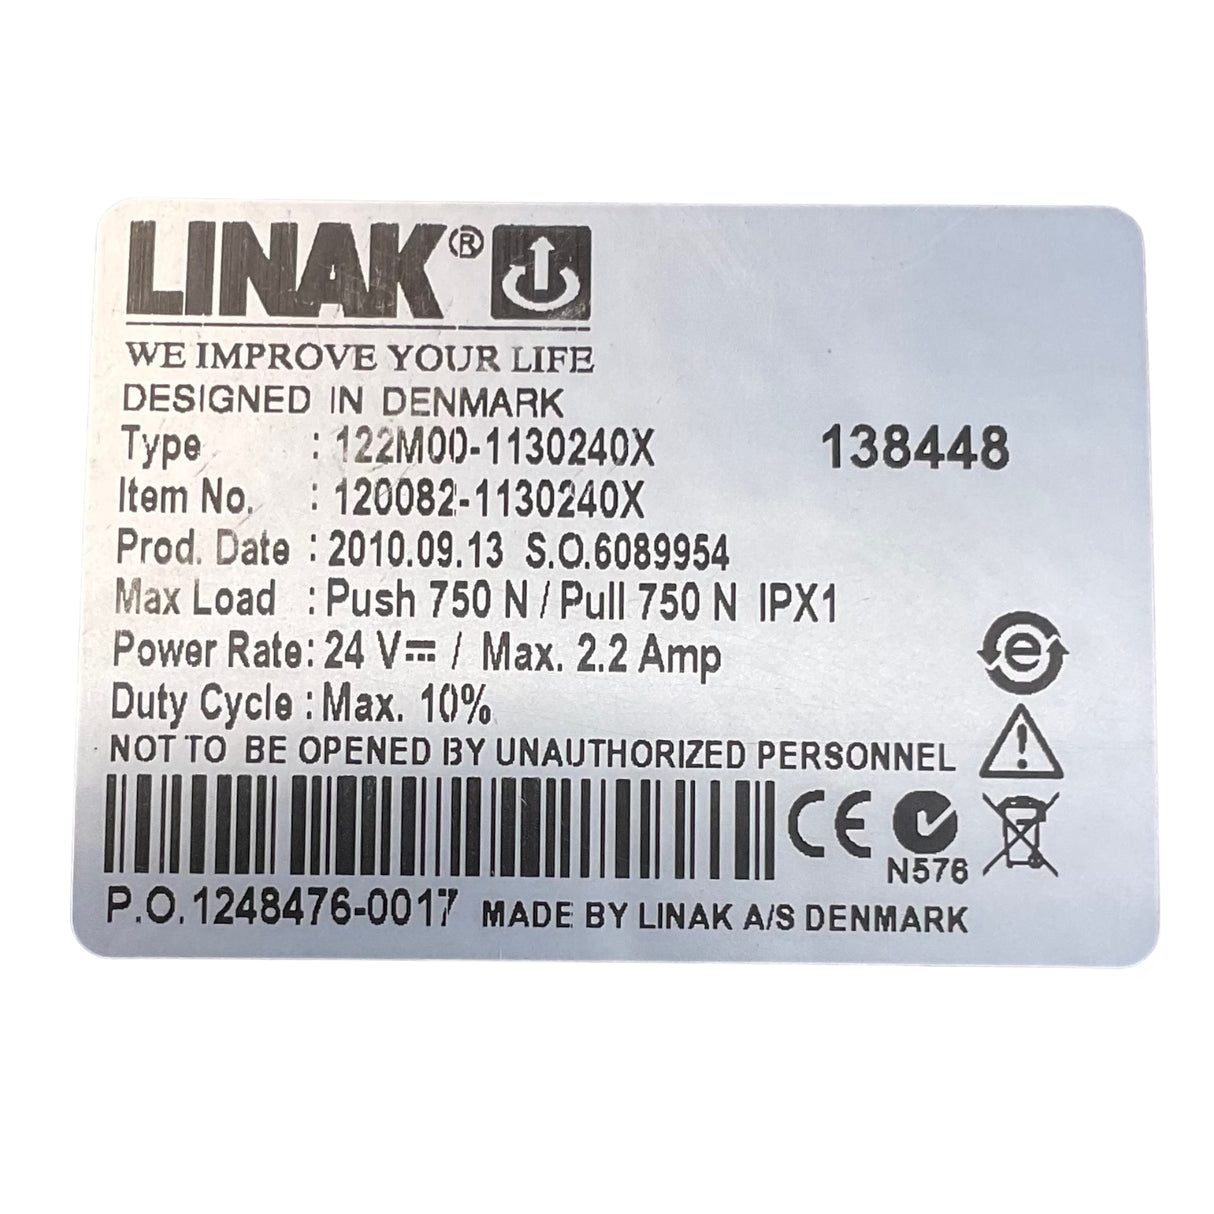 LINAK®
WE IMPROVE YOUR LIFE
DESIGNED IN DENMARK
Type : 122M00-1130240X 138448
Item No. : 120082-1130240X
Prod. Date : 2010.09.13 S.O.6089954
Max Load : Push 750 N / Pull 750 N IPX1
Power Rate: 24 V⎓ / Max. 2.2 Amp
Duty Cycle : Max. 10%
NOT TO BE OPENED BY UNAUTHORIZED PERSONNEL
e
!
CE
N576
P.O.1248476-0017 MADE BY LINAK A/S DENMARK